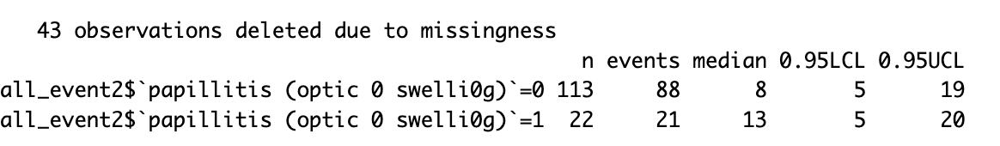 43 observations deleted due to missingness
n events median 0.95LCL 0.95UCL
all_event2$`papillitis (optic 0 swelli0g)`=0 113 88 8 5 19
all_event2$`papillitis (optic 0 swelli0g)`=1 22 21 13 5 20